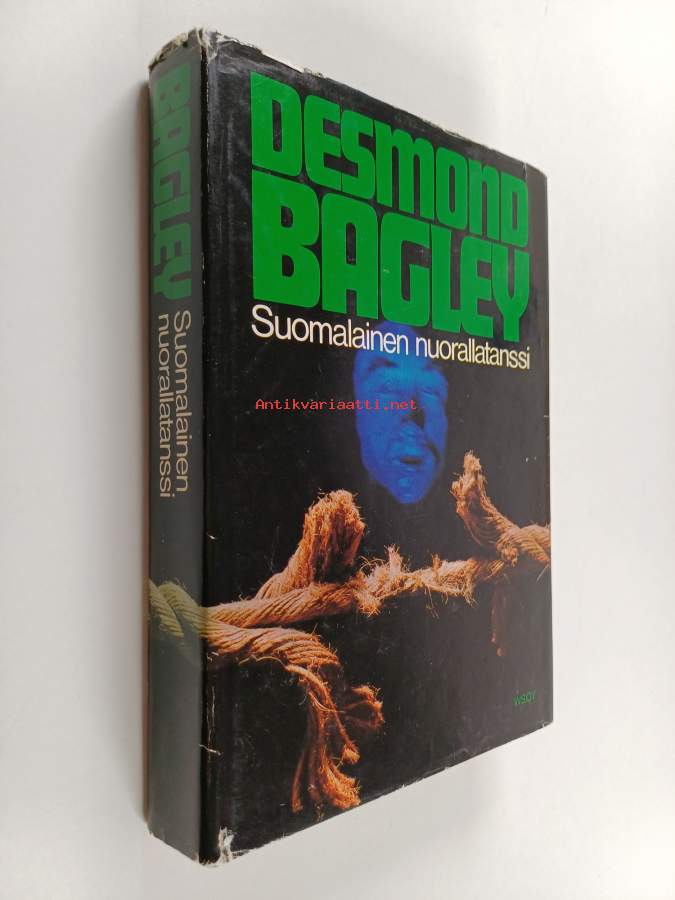 BAGLEY
Suomalainen
nuorallatanssi
DESMOND
BAGLEY
Suomalainen nuorallatanssi
Antikvariaatti.net
WSOY